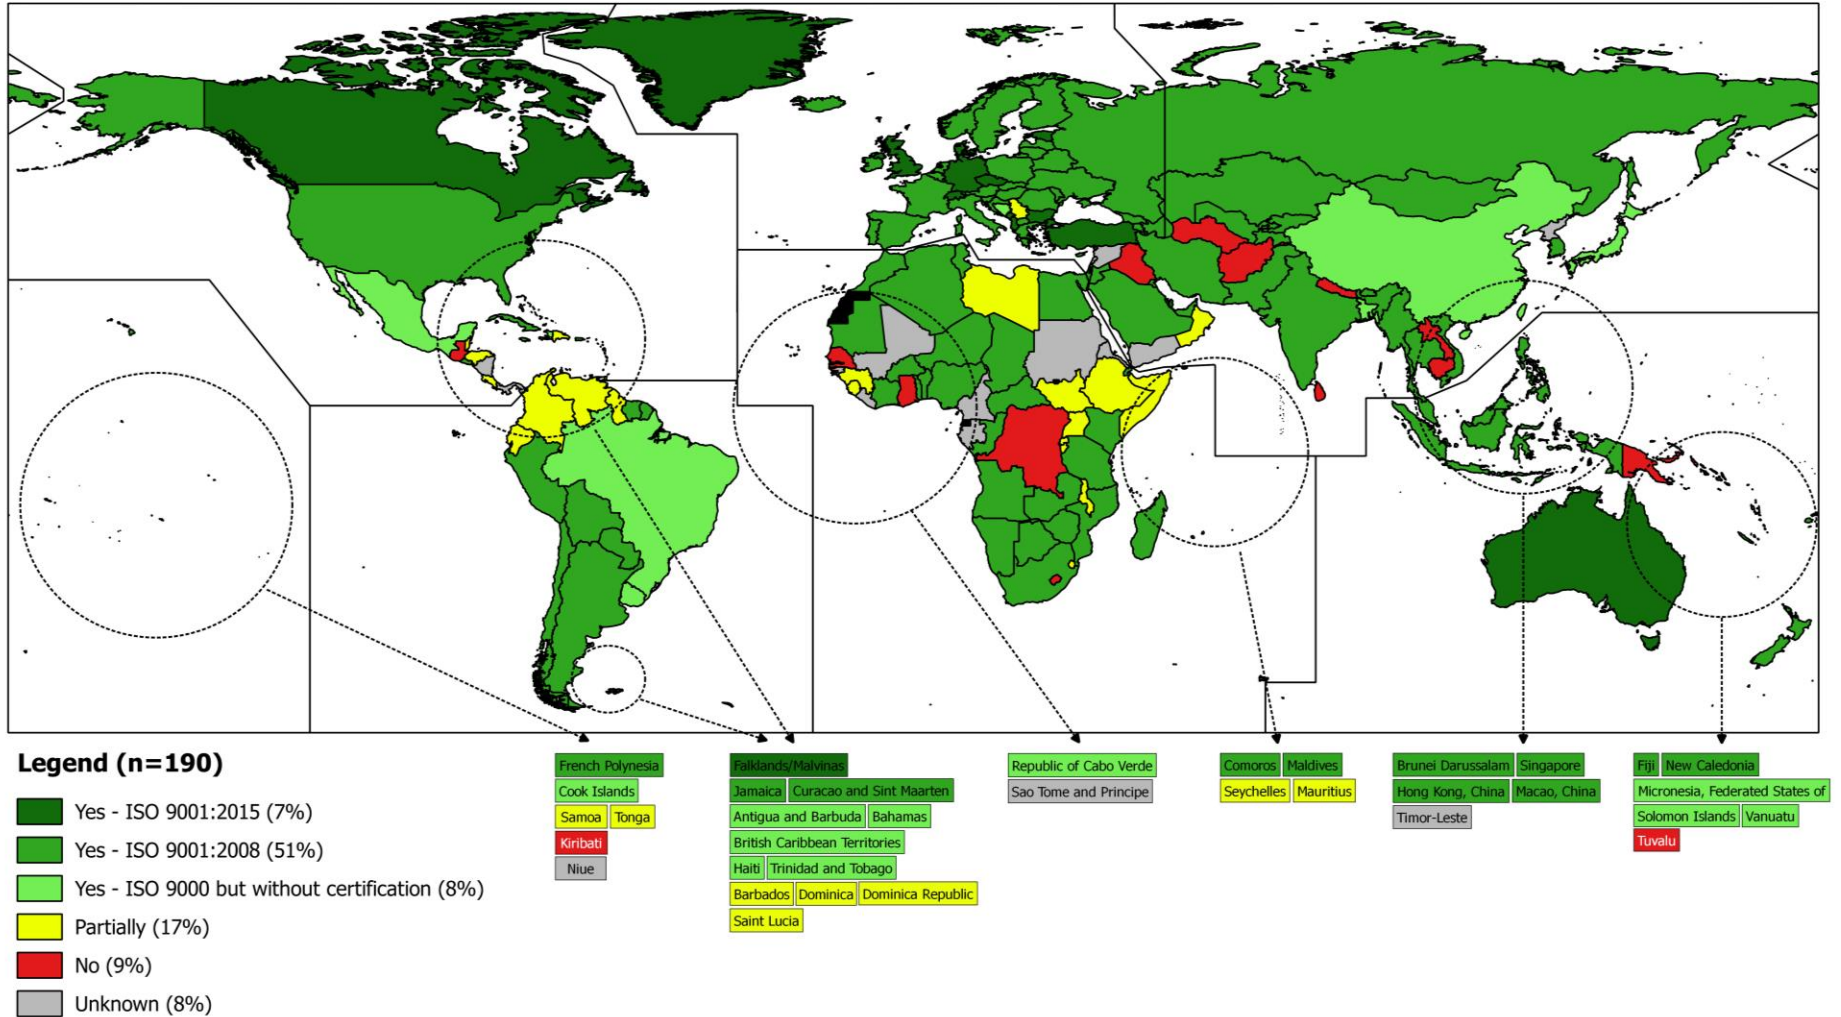 Legend (n=190)
Yes - ISO 9001:2015 (7%)
Yes - ISO 9001:2008 (51%)
Yes - ISO 9000 but without certification (8%)
Partially (17%)
No (9%)
Unknown (8%)
French Polynesia
Cook Islands
Samoa Tonga
Kiribati
Niue
Falklands/Malvinas
Jamaica Curacao and Sint Maarten
Antigua and Barbuda Bahamas
British Caribbean Territories
Haiti Trinidad and Tobago
Barbados Dominica Dominica Republic
Saint Lucia
Republic of Cabo Verde
Sao Tome and Principe
Comoros Maldives
Seychelles Mauritius
Brunei Darussalam Singapore
Hong Kong, China Macao, China
Timor-Leste
Fiji New Caledonia
Micronesia, Federated States of
Solomon Islands Vanuatu
Tuvalu